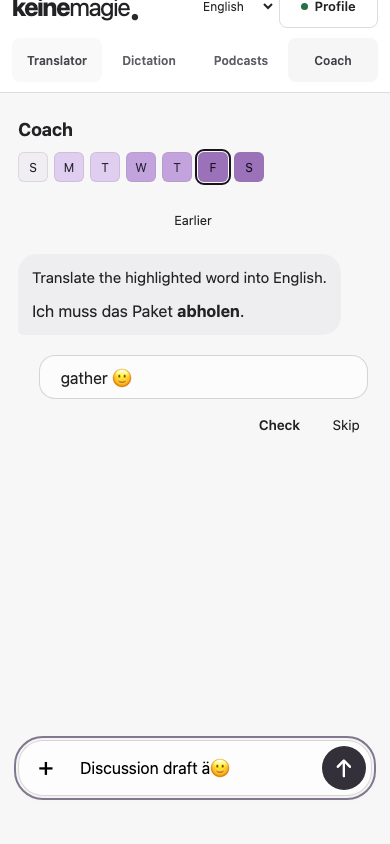 keinemagie.
English
Profile
Translator
Dictation
Podcasts
Coach
Coach
S M T W T F S
Earlier
Translate the highlighted word into English.
Ich muss das Paket abholen.
gather 🙂
Check
Skip
+
Discussion draft ä🙂